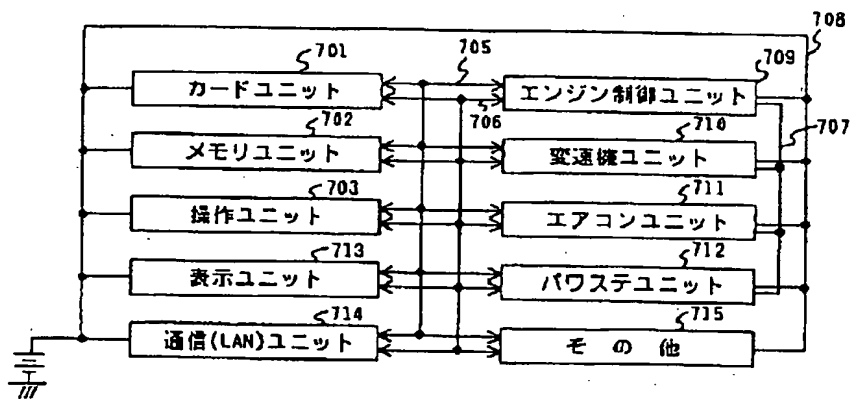 708
701
705
709
カードユニット
エンジン制御ユニット
706
702
710
707
メモリユニット
変速機ユニット
703
711
操作ユニット
エアコンユニット
713
712
表示ユニット
パワステユニット
714
715
通信(LAN)ユニット
その他